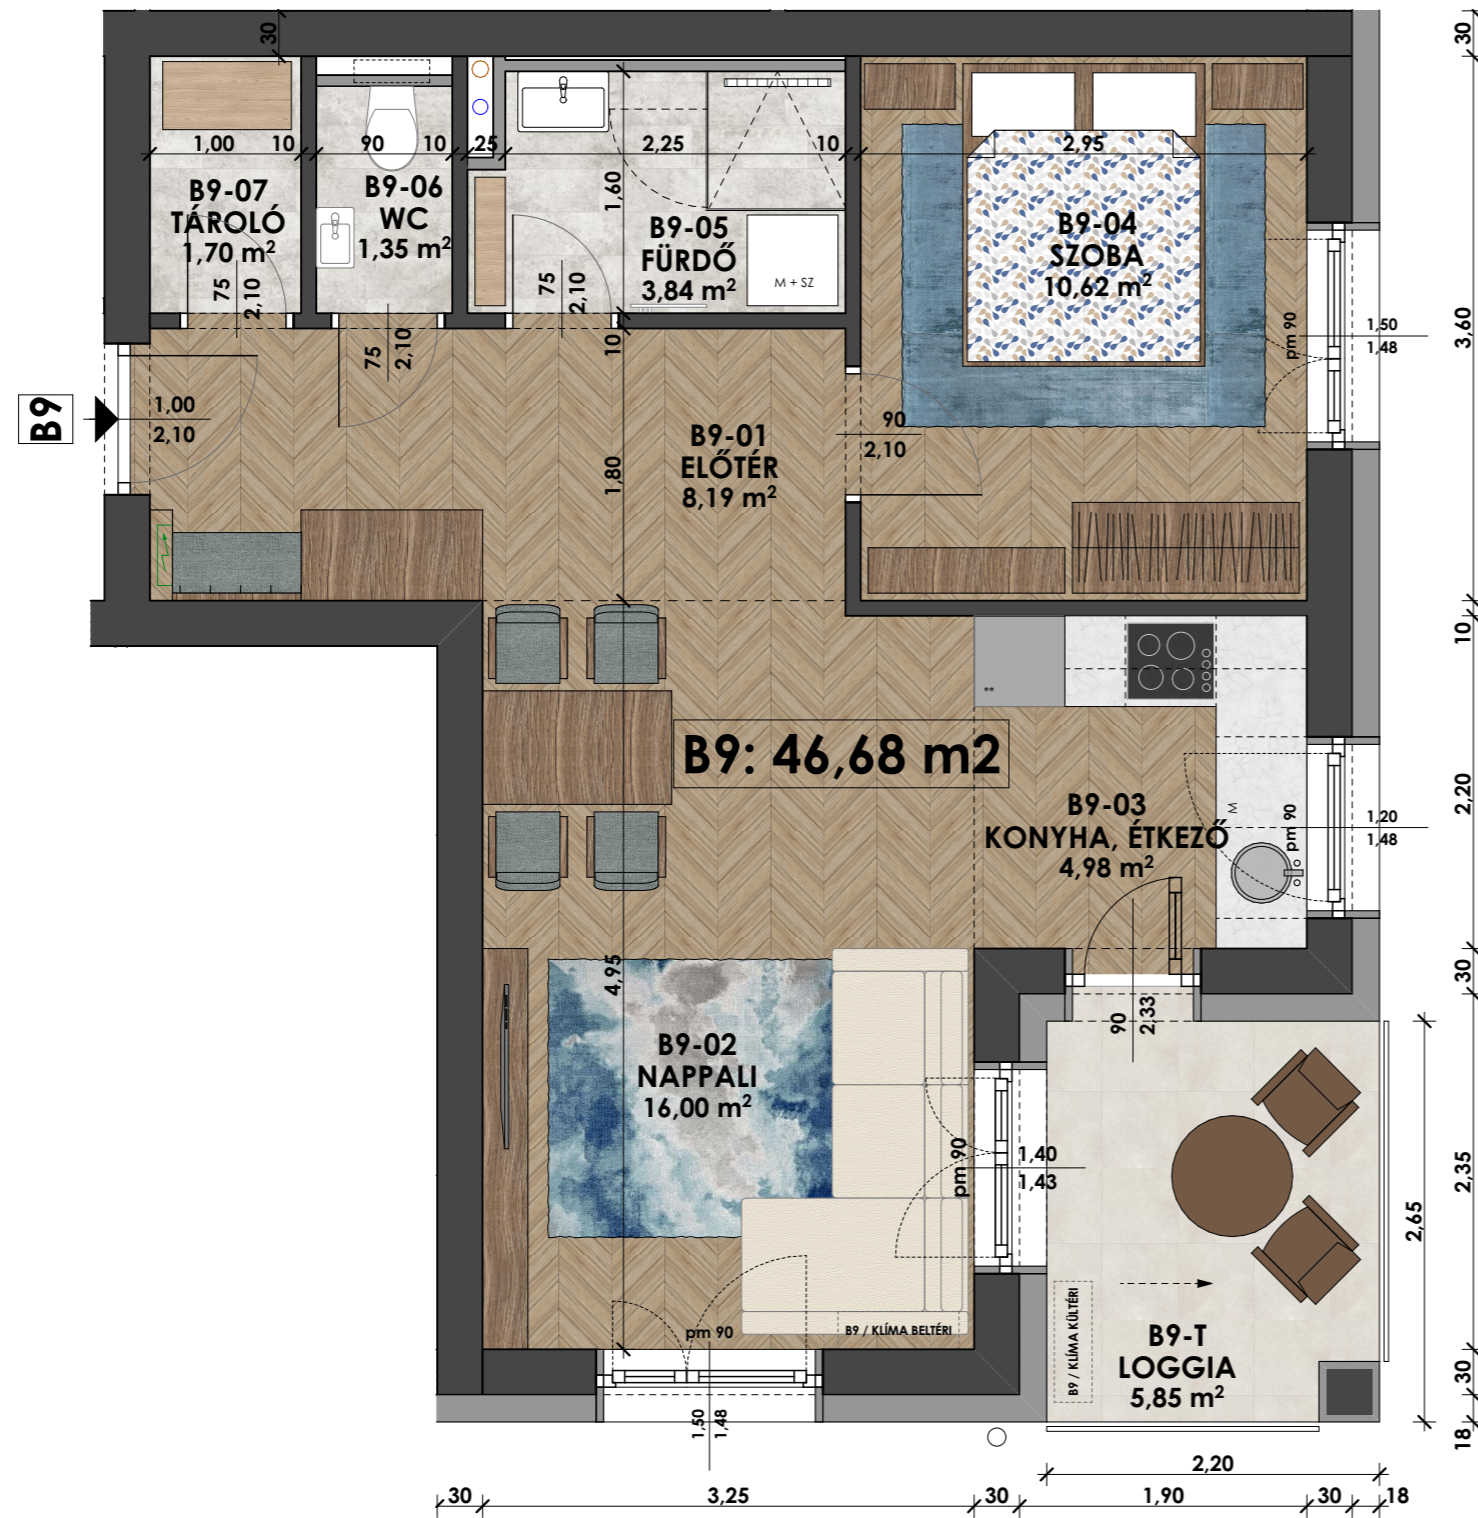 30
30
1,00
10
90
10
25
2,25
10
2,95
B9-07
TÁROLÓ
1,70 m²
B9-06
WC
1,35 m²
1,60
B9-05
FÜRDŐ
3,84 m²
M + SZ
B9-04
SZOBA
10,62 m²
75
2,10
75
2,10
75
2,10
10
pm 90
1,50
1,48
3,60
B9
1,00
2,10
90
2,10
B9-01
ELŐTÉR
8,19 m²
1,80
10
**
B9: 46,68 m2
B9-03
KONYHA, ÉTKEZŐ
4,98 m²
M
pm 90
1,20
1,48
2,20
4,95
30
90
2,33
B9-02
NAPPALI
16,00 m²
pm 90
1,40
1,43
2,35
2,65
pm 90
B9 / KLÍMA BELTÉRI
B9 / KLÍMA KÜLTÉRI
B9-T
LOGGIA
5,85 m²
30
1,50
1,48
18
2,20
30
3,25
30
1,90
30
18